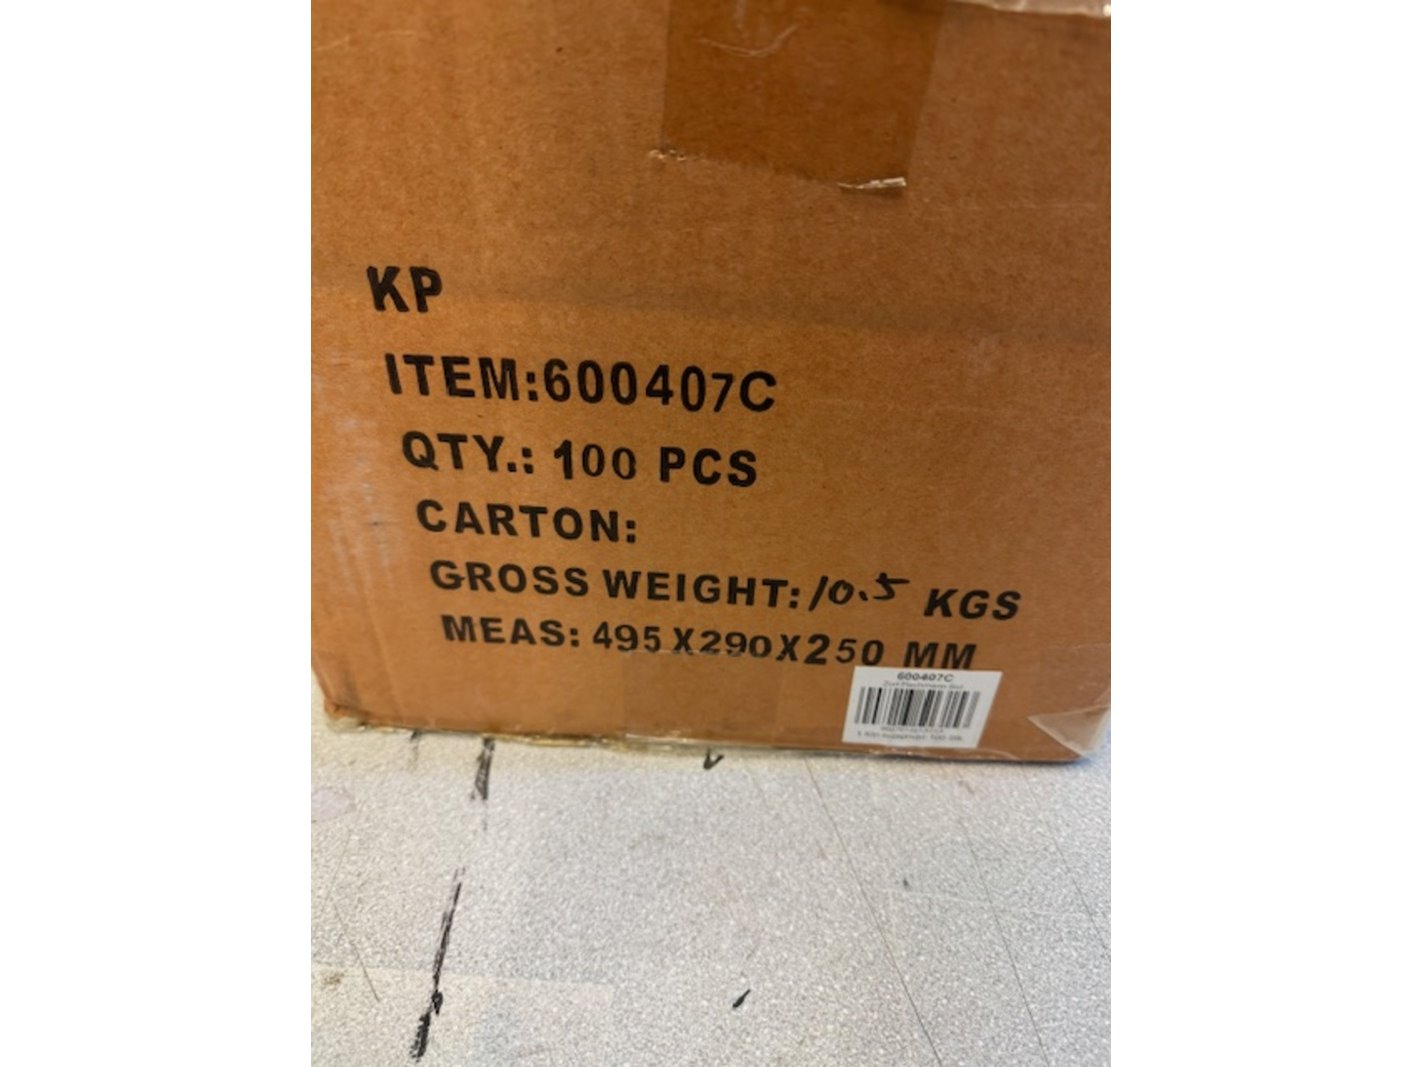 KP
ITEM:600407C
QTY.: 100 PCS
CARTON:
GROSS WEIGHT: 10.5 KGS
MEAS: 495X290X250 MM
600407C